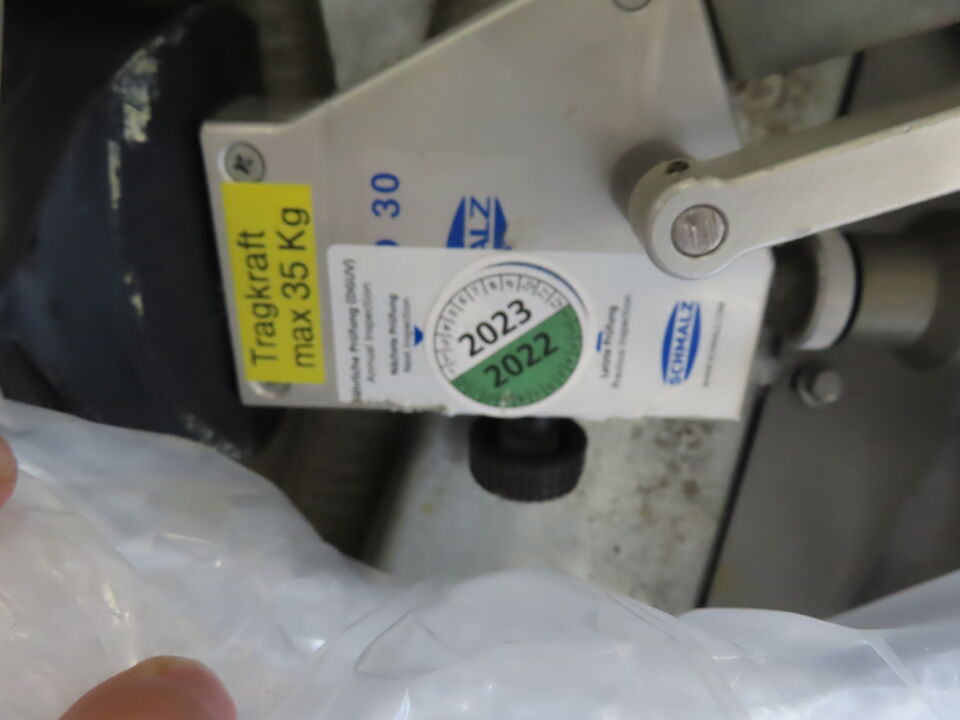 Tragkraft
max 35 Kg
30
ALZ
Jährliche Prüfung (DGUV)
Annual Inspection
Nächste Prüfung
Next Inspection
2023
2022
Letzte Prüfung
Previous Inspection
SCHMALZ
WWW.SCHMALZ.COM